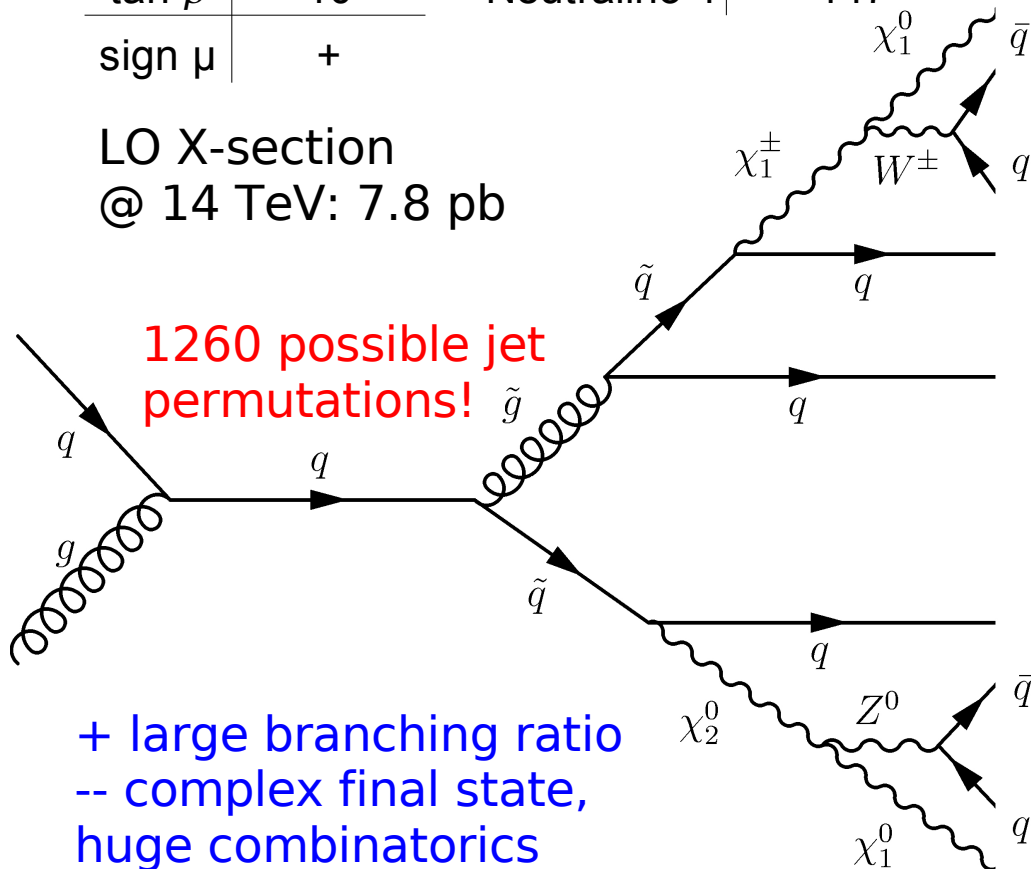 sign μ +
LO X-section
@ 14 TeV: 7.8 pb
1260 possible jet
permutations!
+ large branching ratio
-- complex final state,
huge combinatorics
χ₁⁰
q̄
χ₁^±
W^±
q
q̃
q
g̃
q
q
q
g
q̃
q
χ₂⁰
Z⁰
q̄
q
χ₁⁰